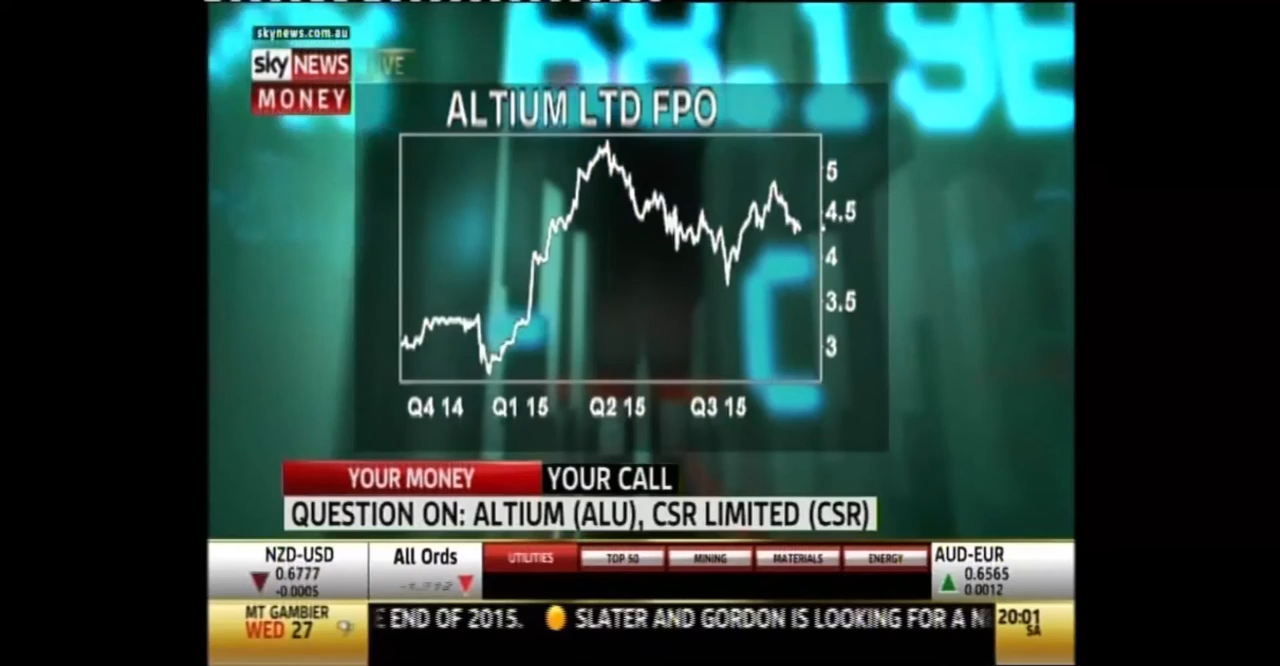 68.19
skynews.com.au
sky NEWS
MONEY
ALTIUM LTD FPO
5
4.5
4
3.5
3
Q4 14 Q1 15 Q2 15 Q3 15
YOUR MONEY YOUR CALL
QUESTION ON: ALTIUM (ALU), CSR LIMITED (CSR)
NZD-USD
0.6777
-0.0005
All Ords
UTILITIES TOP 50 MINING MATERIALS ENERGY
AUD-EUR
0.6565
0.0012
MT GAMBIER
WED 27
END OF 2015. SLATER AND GORDON IS LOOKING FOR A
20:01
SA